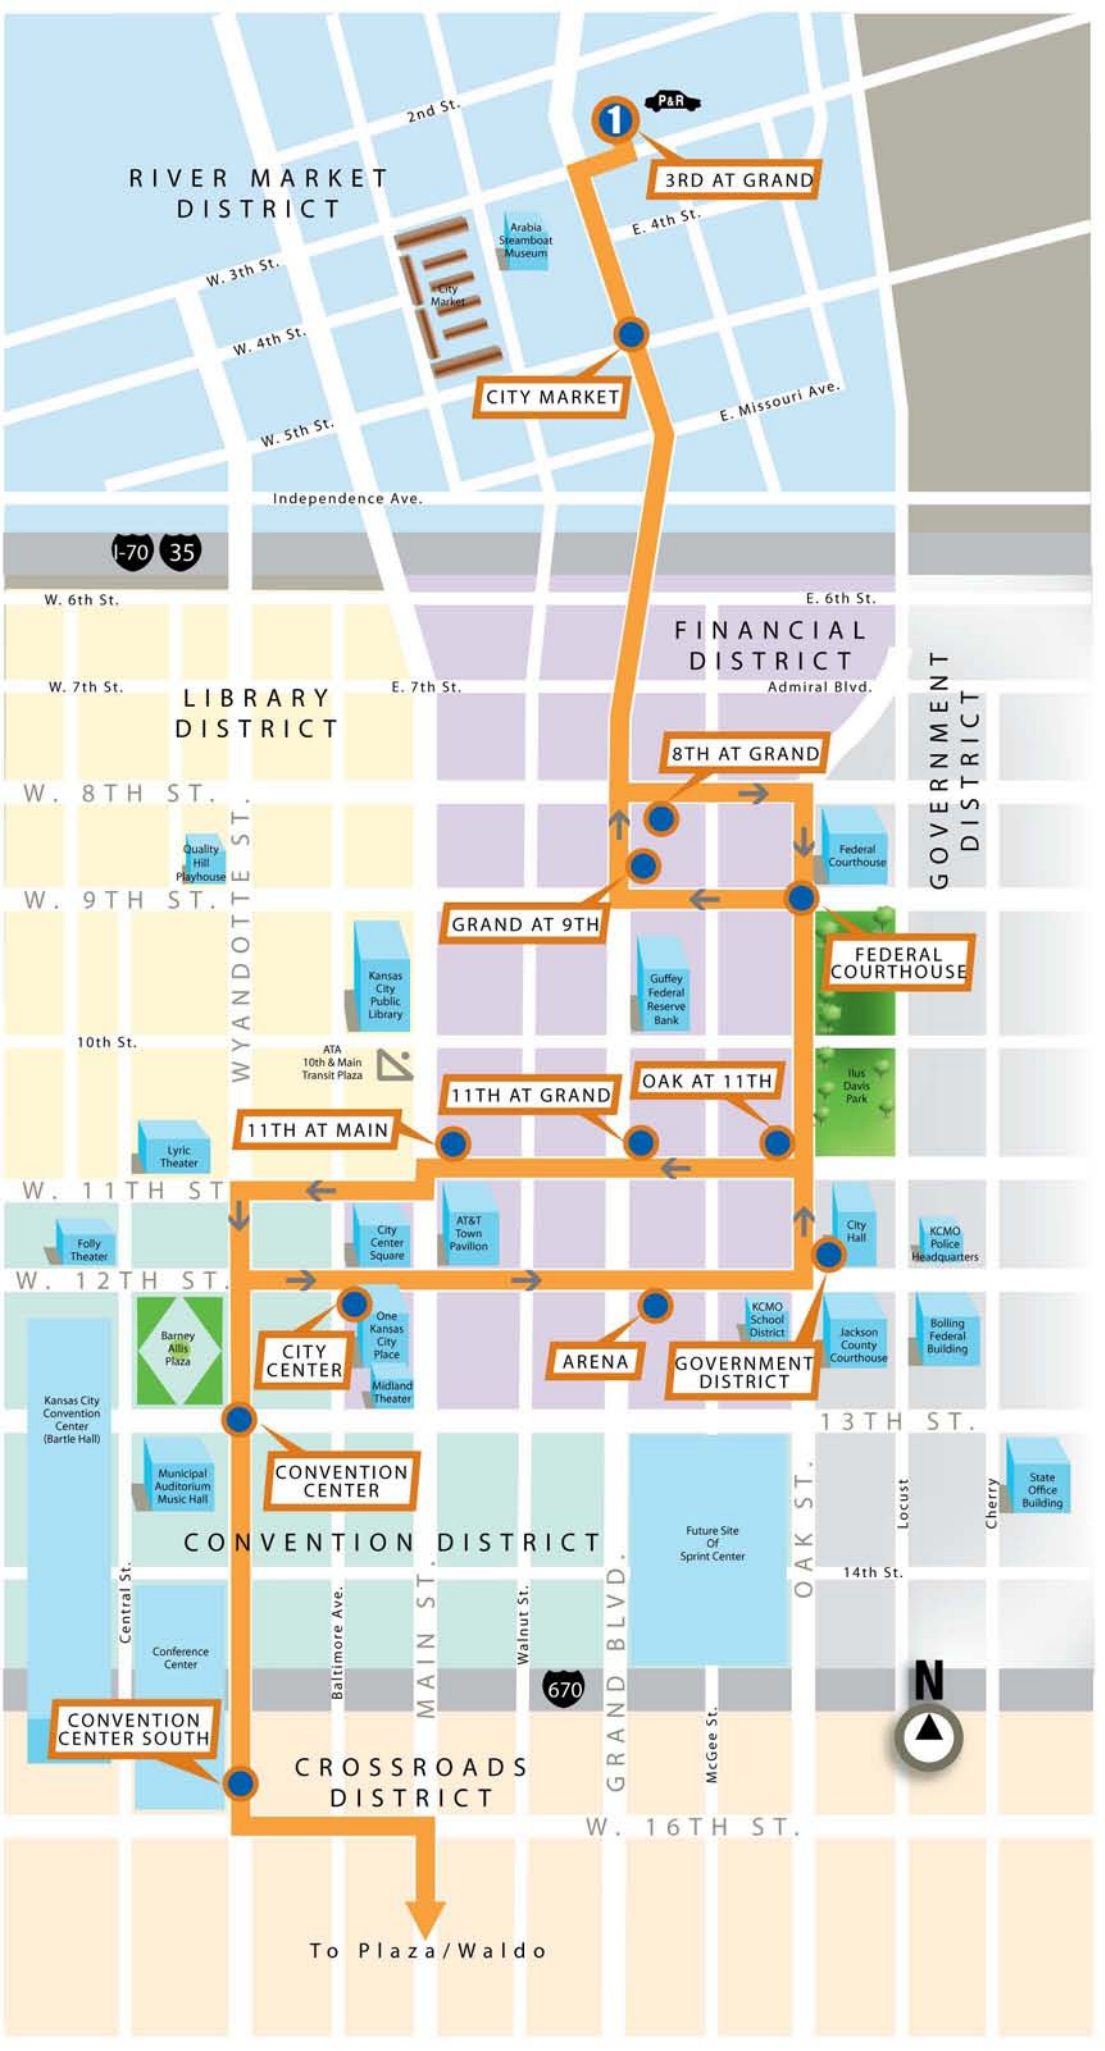 2nd St.
1
P&R
RIVER MARKET
DISTRICT
3RD AT GRAND
E. 4th St.
Arabia
Steamboat
Museum
W. 3th St.
City
Market
W. 4th St.
CITY MARKET
E. Missouri Ave.
W. 5th St.
Independence Ave.
I-70
35
W. 6th St.
E. 6th St.
FINANCIAL
DISTRICT
W. 7th St.
E. 7th St.
Admiral Blvd.
LIBRARY
DISTRICT
GOVERNMENT
DISTRICT
8TH AT GRAND
W. 8TH ST.
Quality
Hill
Playhouse
Federal
Courthouse
W. 9TH ST.
WYANDOTTE ST.
GRAND AT 9TH
FEDERAL
COURTHOUSE
Kansas
City
Public
Library
Guffey
Federal
Reserve
Bank
10th St.
ATA
10th & Main
Transit Plaza
Ilus
Davis
Park
OAK AT 11TH
11TH AT GRAND
11TH AT MAIN
Lyric
Theater
W. 11TH ST
Folly
Theater
City
Center
Square
AT&T
Town
Pavilion
City
Hall
KCMO
Police
Headquarters
W. 12TH ST.
Barney
Allis
Plaza
CITY
CENTER
One
Kansas
City
Place
Midland
Theater
ARENA
KCMO
School
District
GOVERNMENT
DISTRICT
Jackson
County
Courthouse
Bolling
Federal
Building
Kansas City
Convention
Center
(Bartle Hall)
13TH ST.
CONVENTION
CENTER
Municipal
Auditorium
Music Hall
State
Office
Building
Locust
Cherry
CONVENTION DISTRICT
Future Site
Of
Sprint Center
OAK ST.
14th St.
Central St.
Baltimore Ave.
MAIN ST.
Walnut St.
GRAND BLVD.
McGee St.
Conference
Center
670
N
CONVENTION
CENTER SOUTH
CROSSROADS
DISTRICT
W. 16TH ST.
To Plaza/Waldo